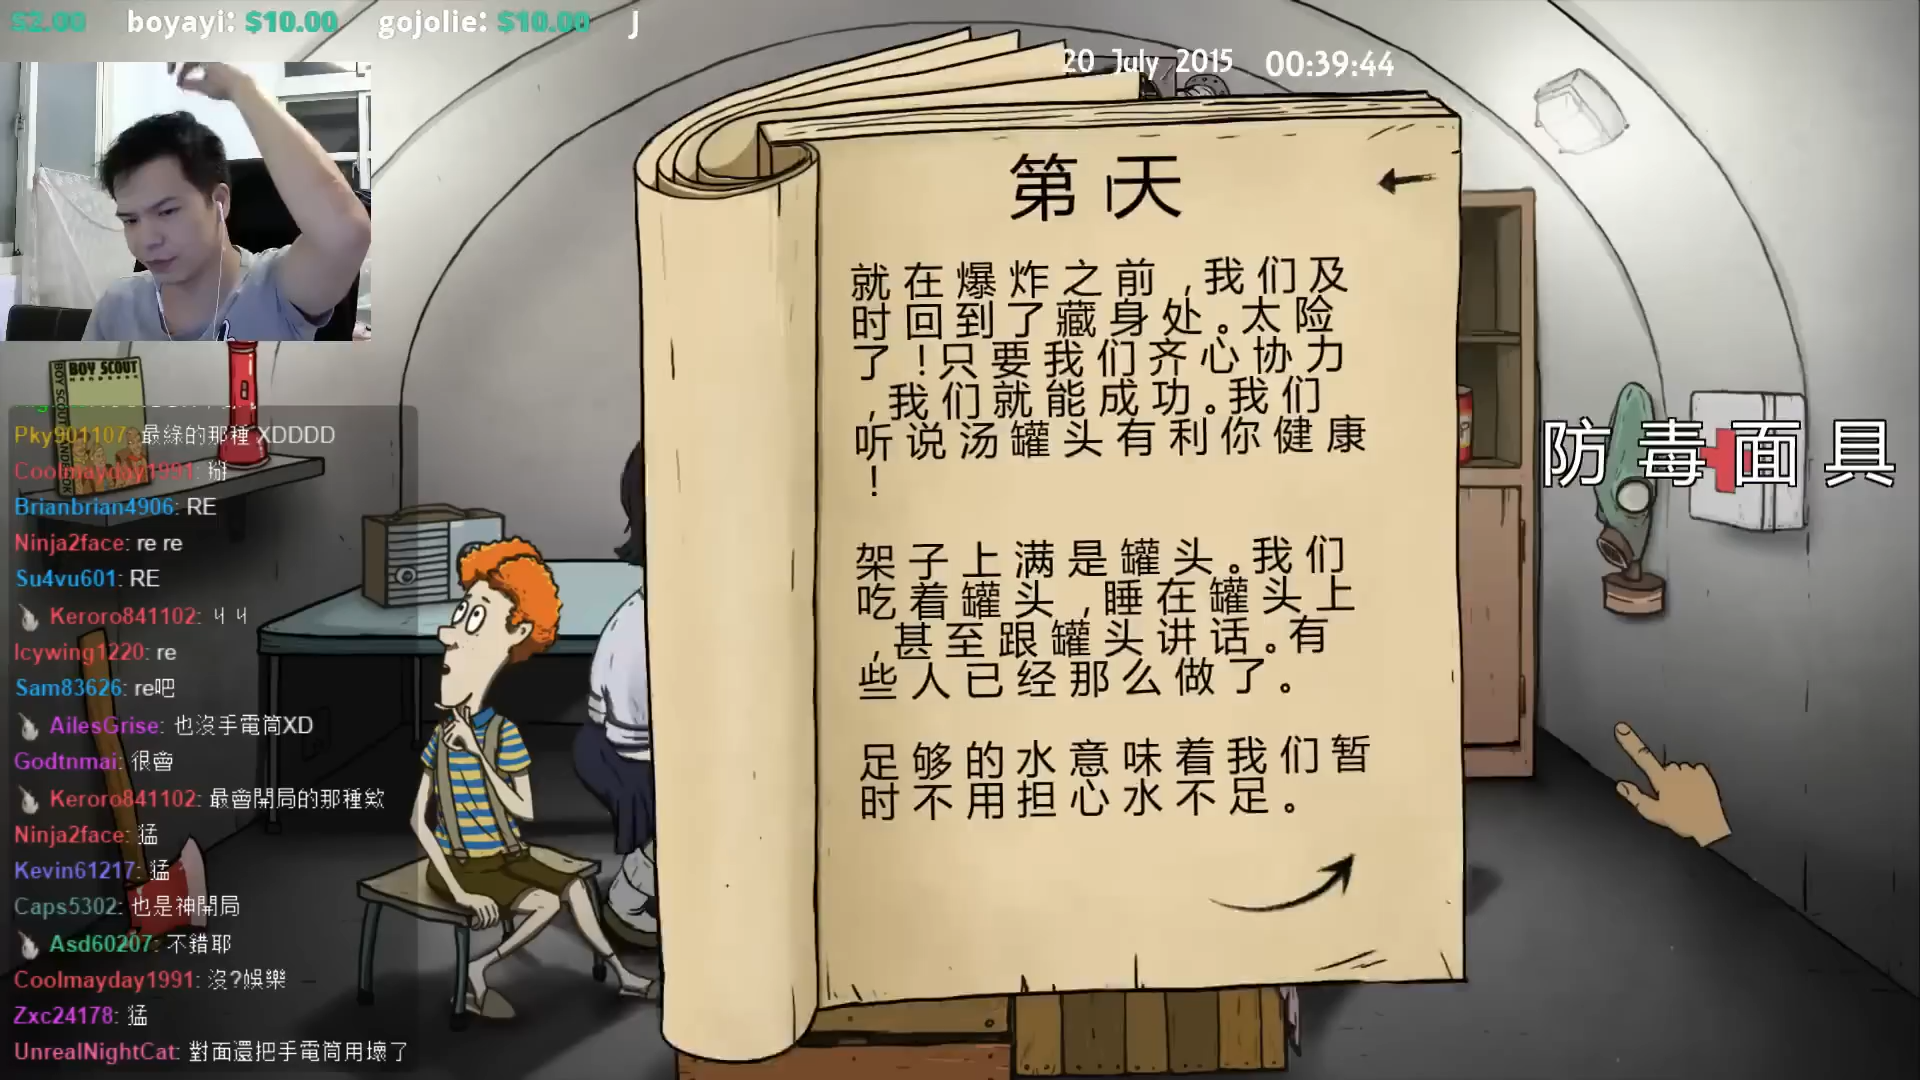 $2.00 boyayi: $10.00 gojolie: $10.00 J
20 July 2015 00:39:44
第1天
就在爆炸之前,我们及
时回到了藏身处。太险
了!只要我们齐心协力
,我们就能成功。我们
听说汤罐头有利你健康
!
架子上满是罐头。我们
吃着罐头,睡在罐头上
,甚至跟罐头讲话。有
些人已经那么做了。
足够的水意味着我们暂
时不用担心水不足。
防毒面具
BOY SCOUT
BOY SCOUT HANDBOOK
Pky901107: 最綠的那種 XDDDD
Coolmayday1991: 掰
Brianbrian4906: RE
Ninja2face: re re
Su4vu601: RE
Keroro841102: ㄐㄐ
Icywing1220: re
Sam83626: re吧
AilesGrise: 也沒手電筒XD
Godtnmai: 很會
Keroro841102: 最會開局的那種欸
Ninja2face: 猛
Kevin61217: 猛
Caps5302: 也是神開局
Asd60207: 不錯耶
Coolmayday1991: 沒?娛樂
Zxc24178: 猛
UnrealNightCat: 對面還把手電筒用壞了